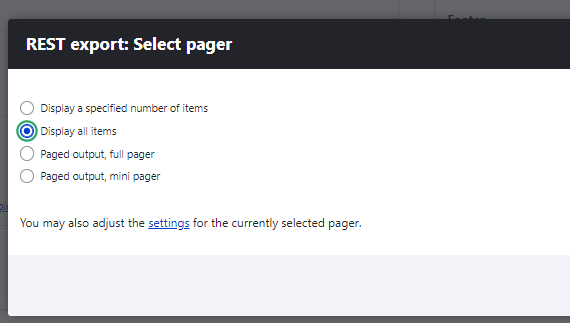 REST export: Select pager
Display a specified number of items
Display all items
Paged output, full pager
Paged output, mini pager
You may also adjust the settings for the currently selected pager.